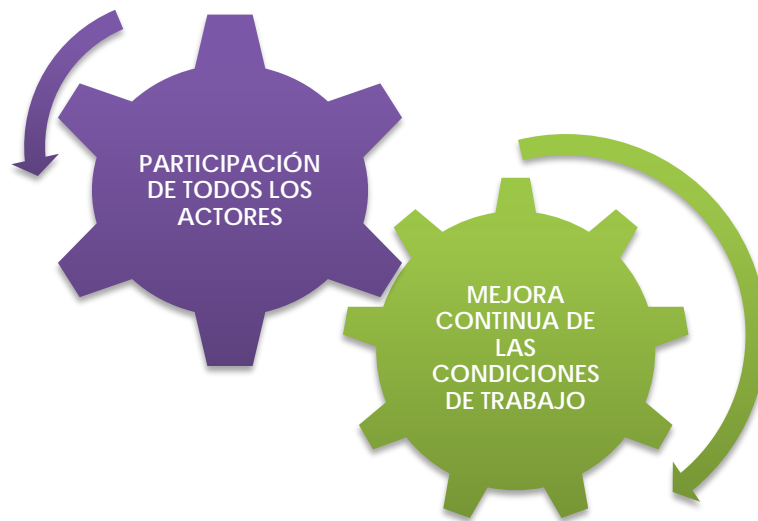 PARTICIPACIÓN
DE TODOS LOS
ACTORES
MEJORA
CONTINUA DE
LAS
CONDICIONES
DE TRABAJO